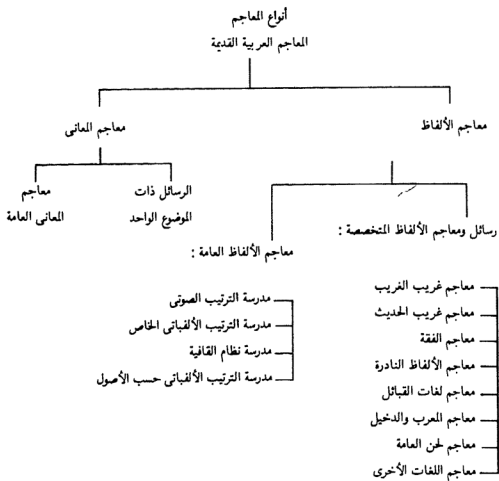 أنواع المعاجم
المعاجم العربية القديمة
معاجم الألفاظ
معاجم المعانى
رسائل ومعاجم الألفاظ المتخصصة :
معاجم الألفاظ العامة :
الرسائل ذات
الموضوع الواحد
معاجم
المعانى العامة
معاجم غريب الغريب
معاجم غريب الحديث
معاجم الفقة
معاجم الألفاظ النادرة
معاجم لغات القبائل
معاجم المعرب والدخيل
معاجم لحن العامة
معاجم اللغات الأخرى
مدرسة الترتيب الصوتى
مدرسة الترتيب الألفبائى الخاص
مدرسة نظام القافية
مدرسة الترتيب الألفبائى حسب الأصول